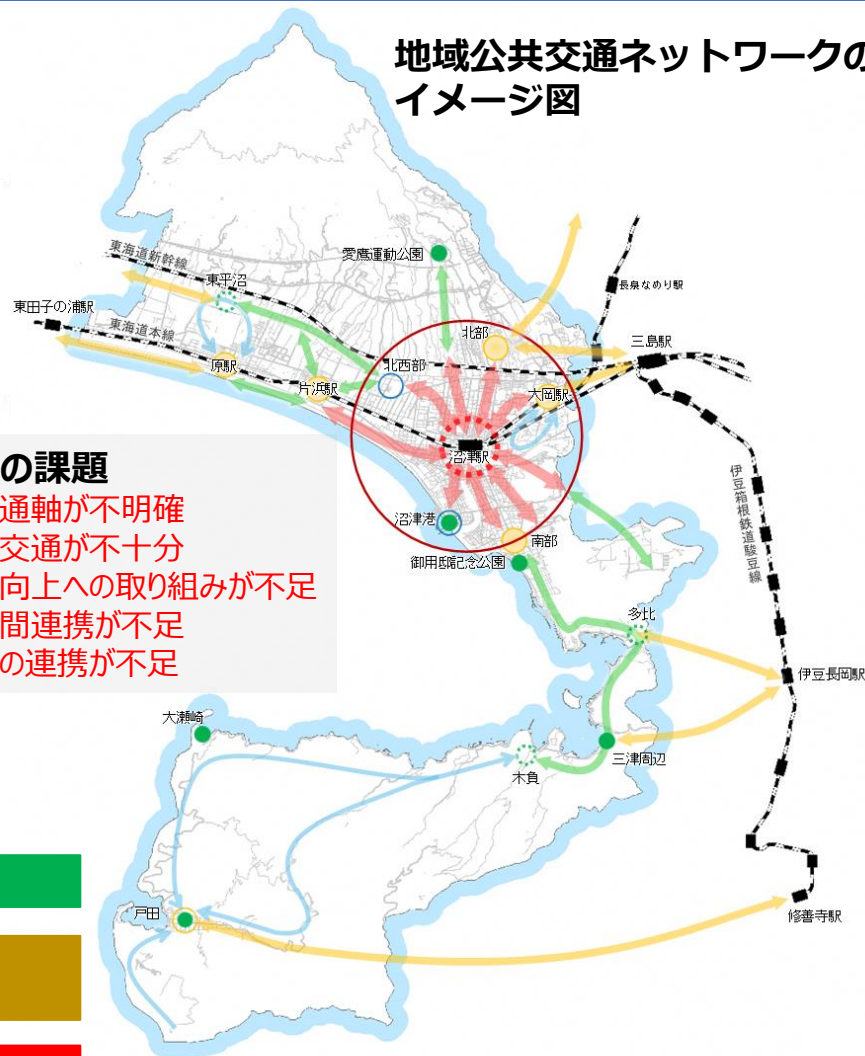 地域公共交通ネットワークの
イメージ図
愛鷹運動公園
東海道新幹線
東平沼
長泉なめり駅
東田子の浦駅
東海道本線
北部
三島駅
原駅
北西部
片浜駅
大岡駅
沼津駅
の課題
通軸が不明確
交通が不十分
向上への取り組みが不足
間連携が不足
の連携が不足
伊豆箱根鉄道駿豆線
沼津港
南部
御用邸記念公園
多比
伊豆長岡駅
大瀬崎
三津周辺
木負
戸田
修善寺駅